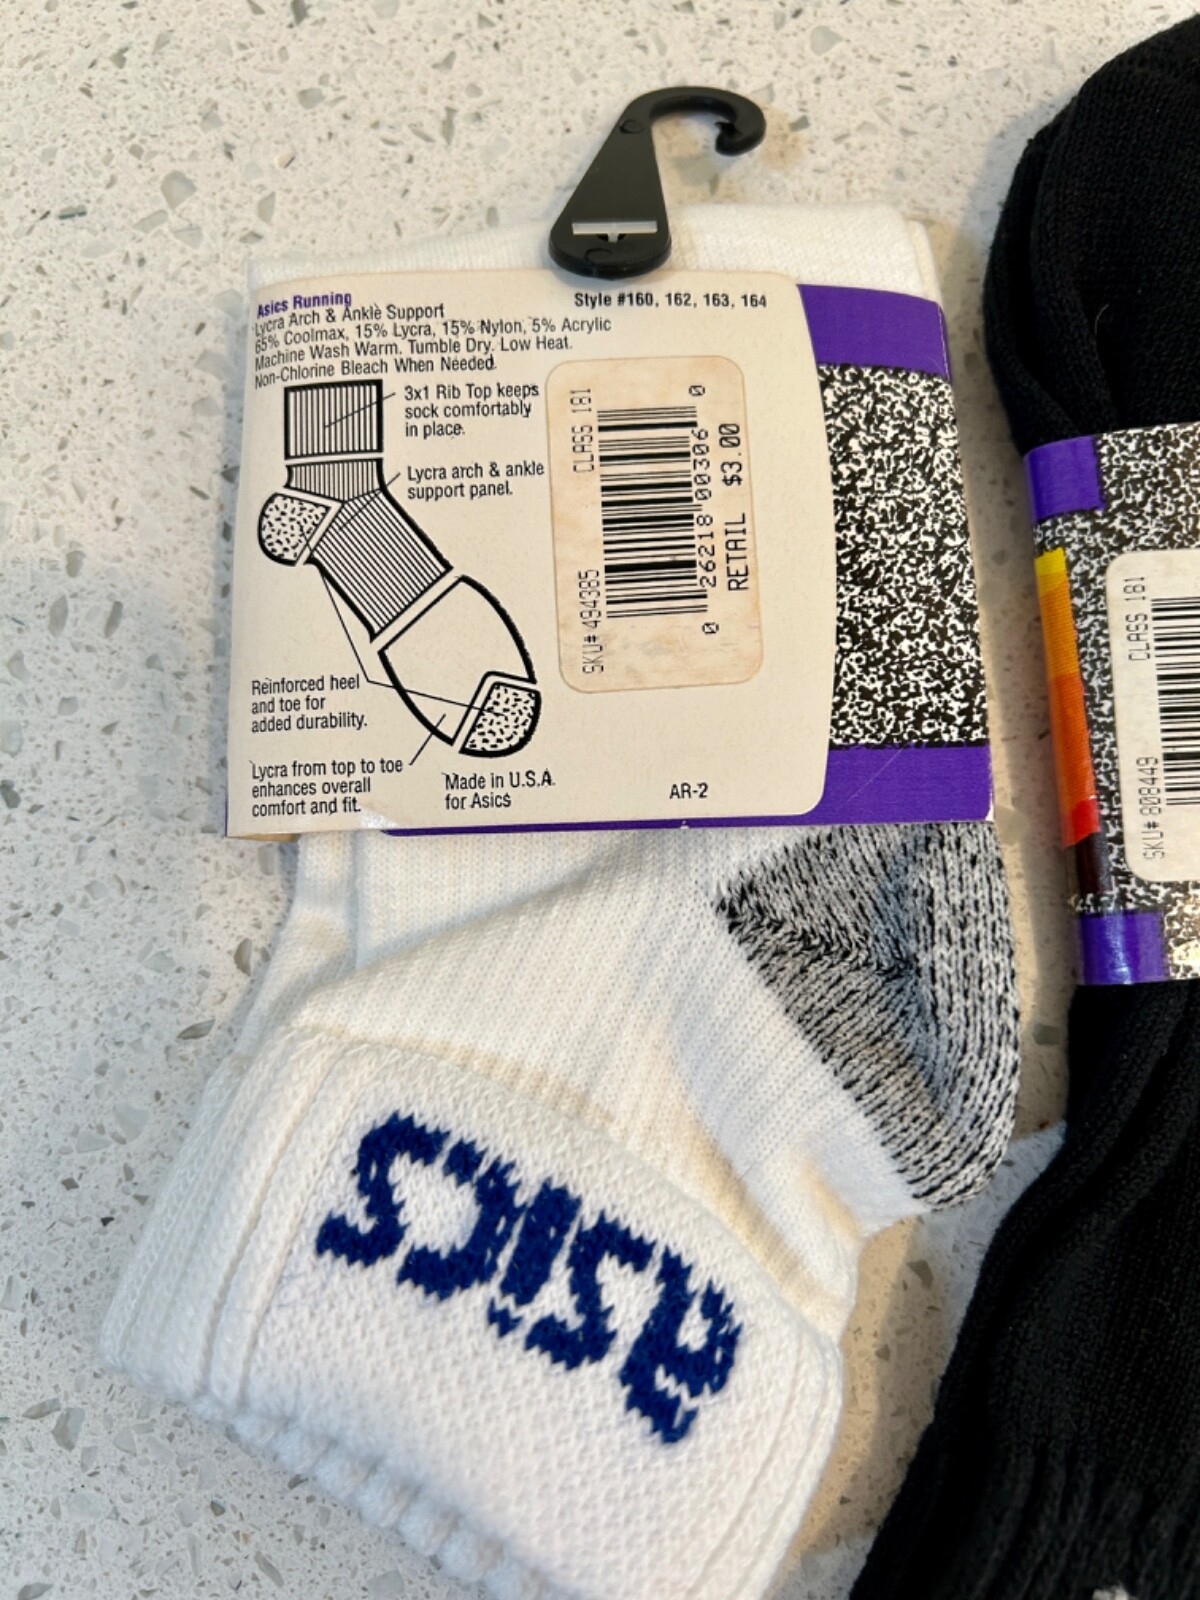 Asics Running
Lycra Arch & Ankle Support
65% Coolmax, 15% Lycra, 15% Nylon, 5% Acrylic
Machine Wash Warm. Tumble Dry. Low Heat.
Non-Chlorine Bleach When Needed.
Style #160, 162, 163, 164
3x1 Rib Top keeps
sock comfortably
in place.
Lycra arch & ankle
support panel.
Reinforced heel
and toe for
added durability.
Lycra from top to toe
enhances overall
comfort and fit.
Made in U.S.A.
for Asics
AR-2
SKU# 494385 CLASS 181
0 26218 00306 0
RETAIL $3.00
SKU# 808449 CLASS 181
asics